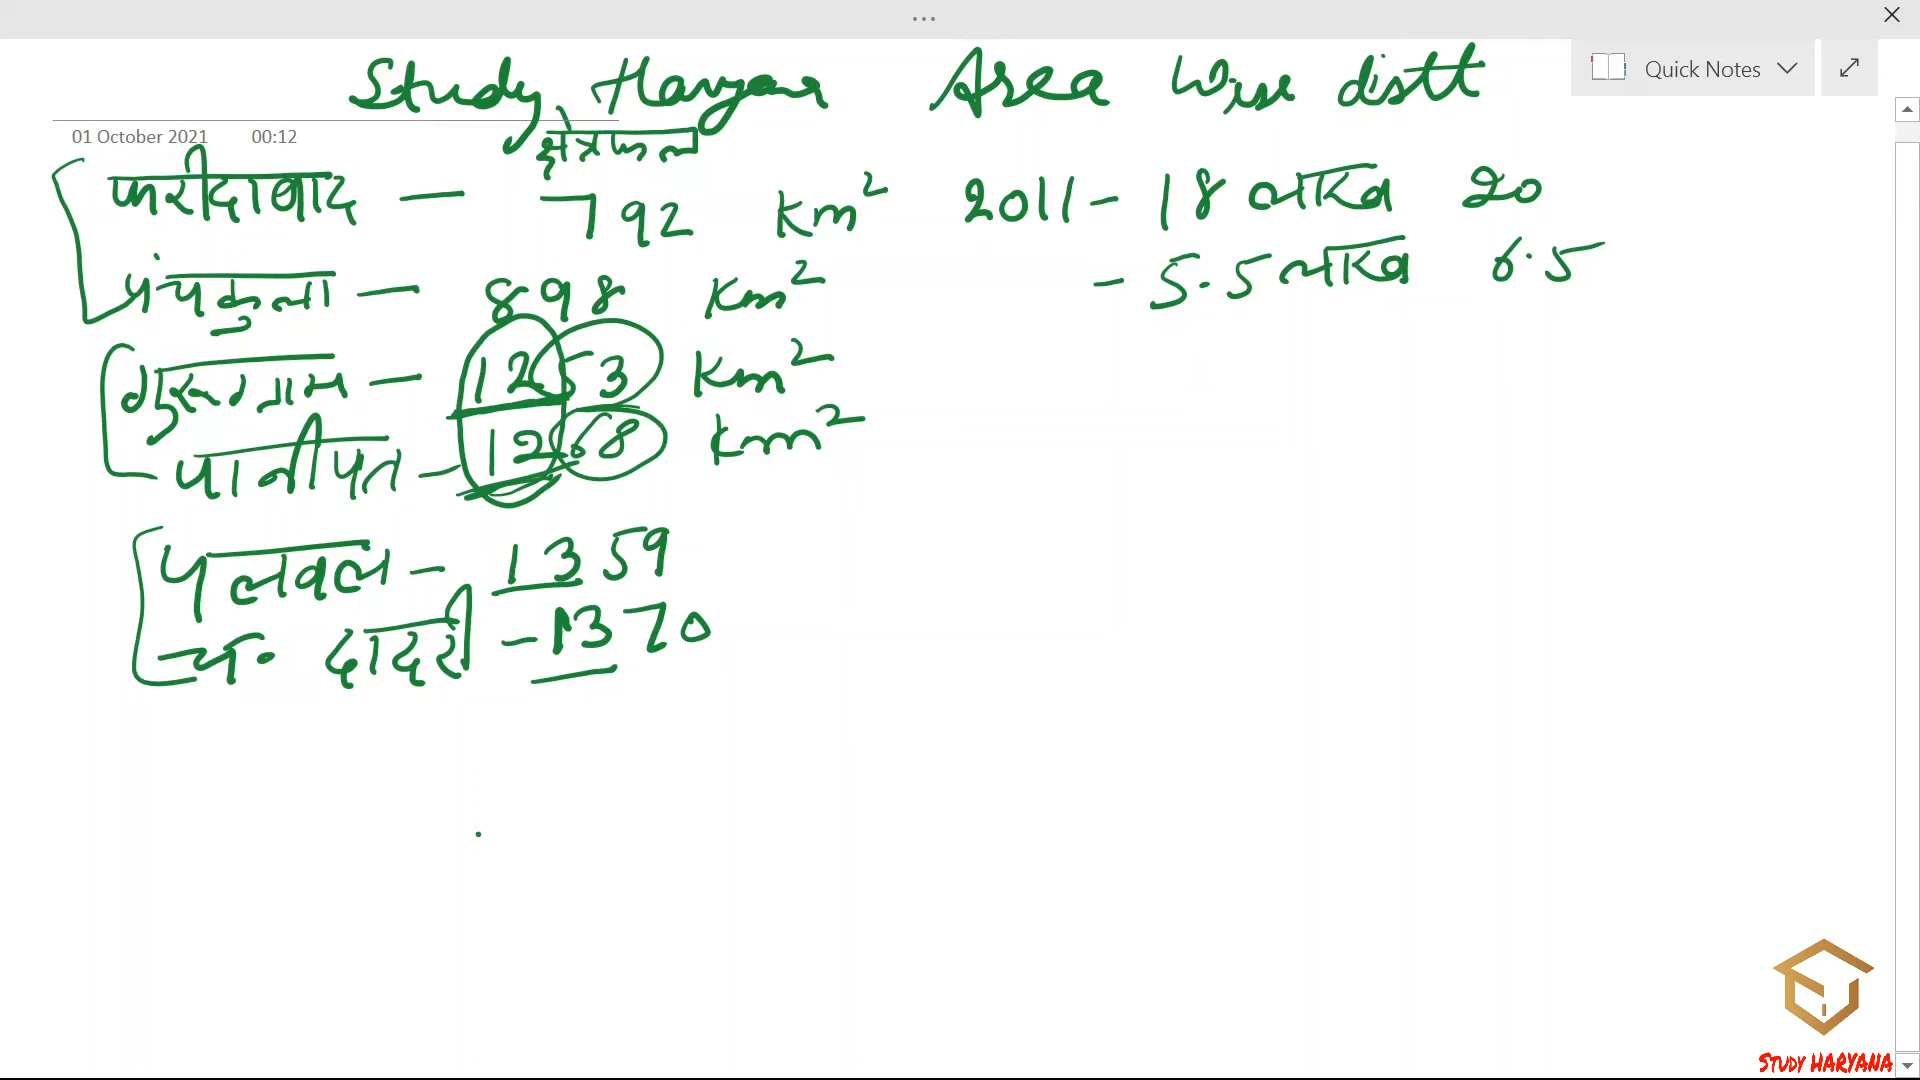 Study Haryana Area wise distt
Quick Notes
01 October 2021 00:12
क्षेत्रफल
फरीदाबाद — 792 Km² 2011 - 18 लाख 20
पंचकुला — 898 Km² - 5.5 लाख 6.5
गुरुग्राम — 1253 Km²
पानीपत — 1268 Km²
पलवल - 1359
च. दादरी - 1370
STUDY HARYANA